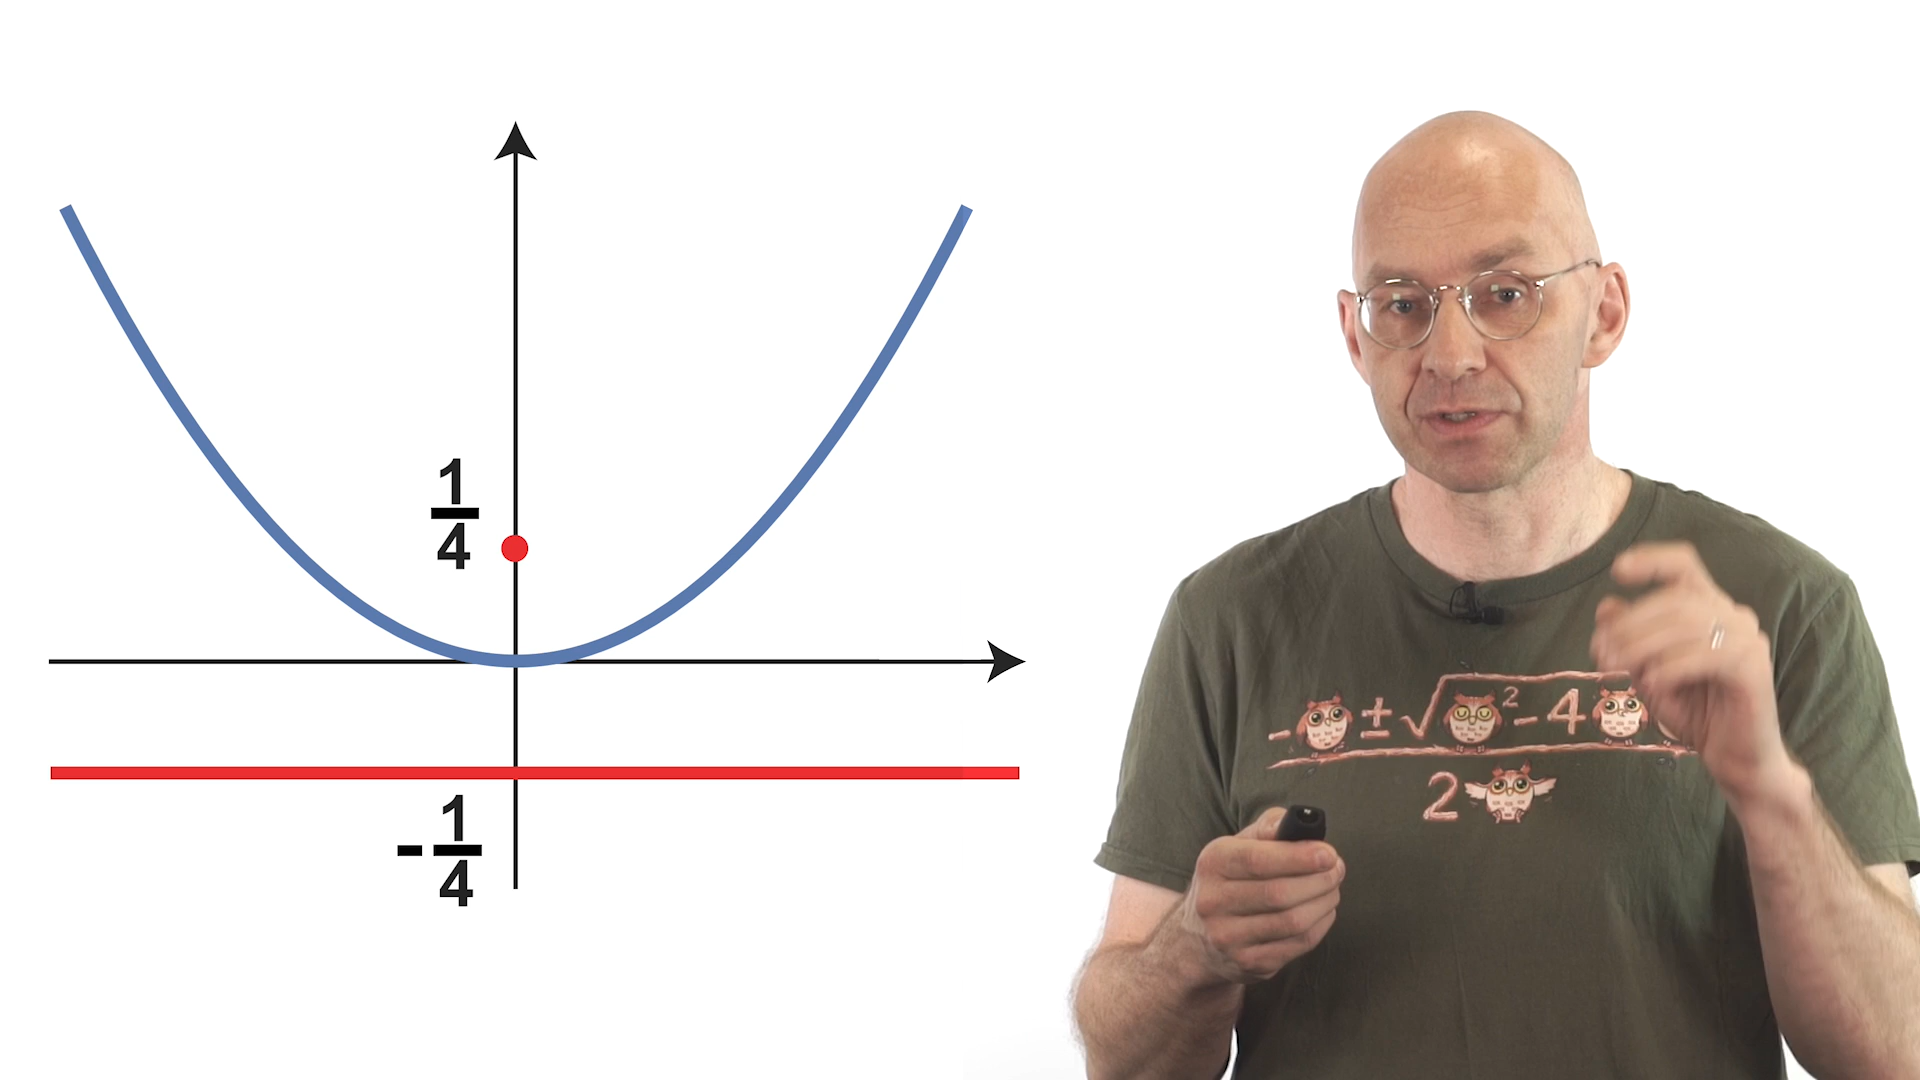 1/4
-1/4
- ± √ ² - 4
2